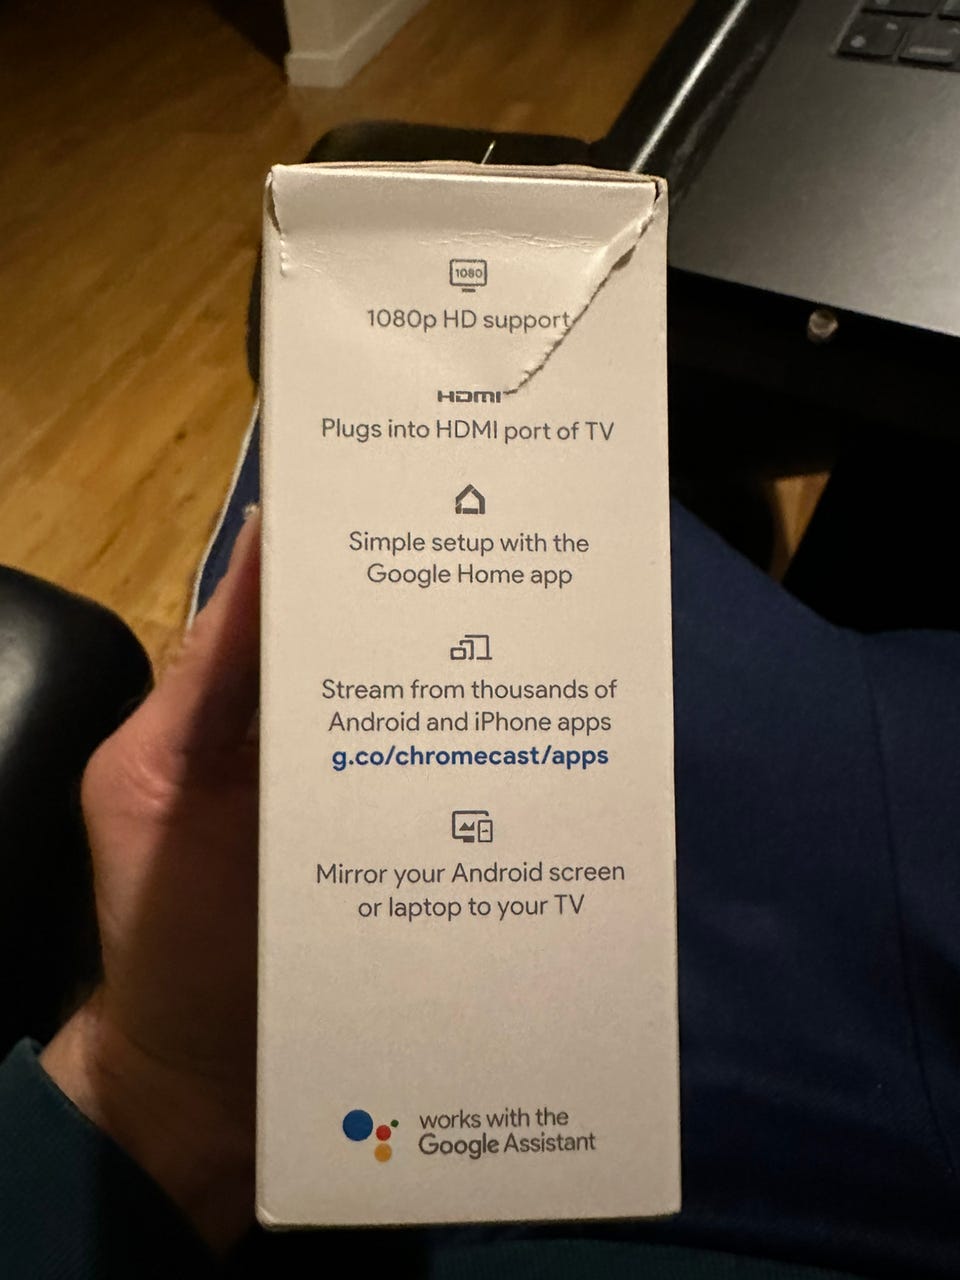 1080
1080p HD support
HDMI
Plugs into HDMI port of TV
Simple setup with the
Google Home app
Stream from thousands of
Android and iPhone apps
g.co/chromecast/apps
Mirror your Android screen
or laptop to your TV
works with the
Google Assistant